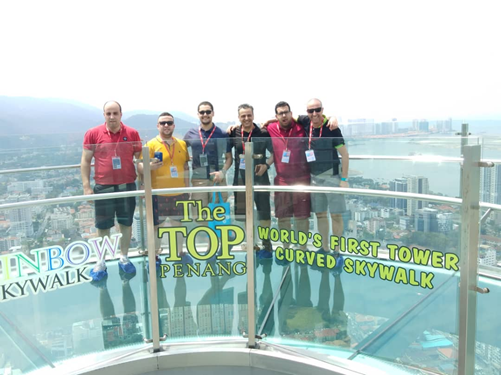 INBOW
SKYWALK
The
TOP
PENANG
WORLD'S FIRST TOWER
CURVED SKYWALK